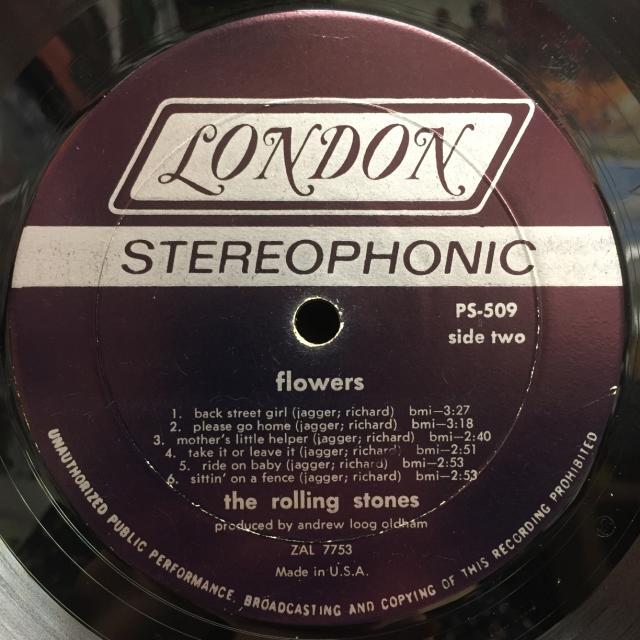 LONDON
STEREOPHONIC
PS-509
side two
flowers
1. back street girl (jagger; richard) bmi—3:27
2. please go home (jagger; richard) bmi—3:18
3. mother's little helper (jagger; richard) bmi—2:40
4. take it or leave it (jagger; richard) bmi—2:51
5. ride on baby (jagger; richard) bmi—2:53
6. sittin' on a fence (jagger; richard) bmi—2:53
the rolling stones
produced by andrew loog oldham
ZAL 7753
Made in U.S.A.
UNAUTHORIZED PUBLIC PERFORMANCE, BROADCASTING AND COPYING OF THIS RECORDING PROHIBITED